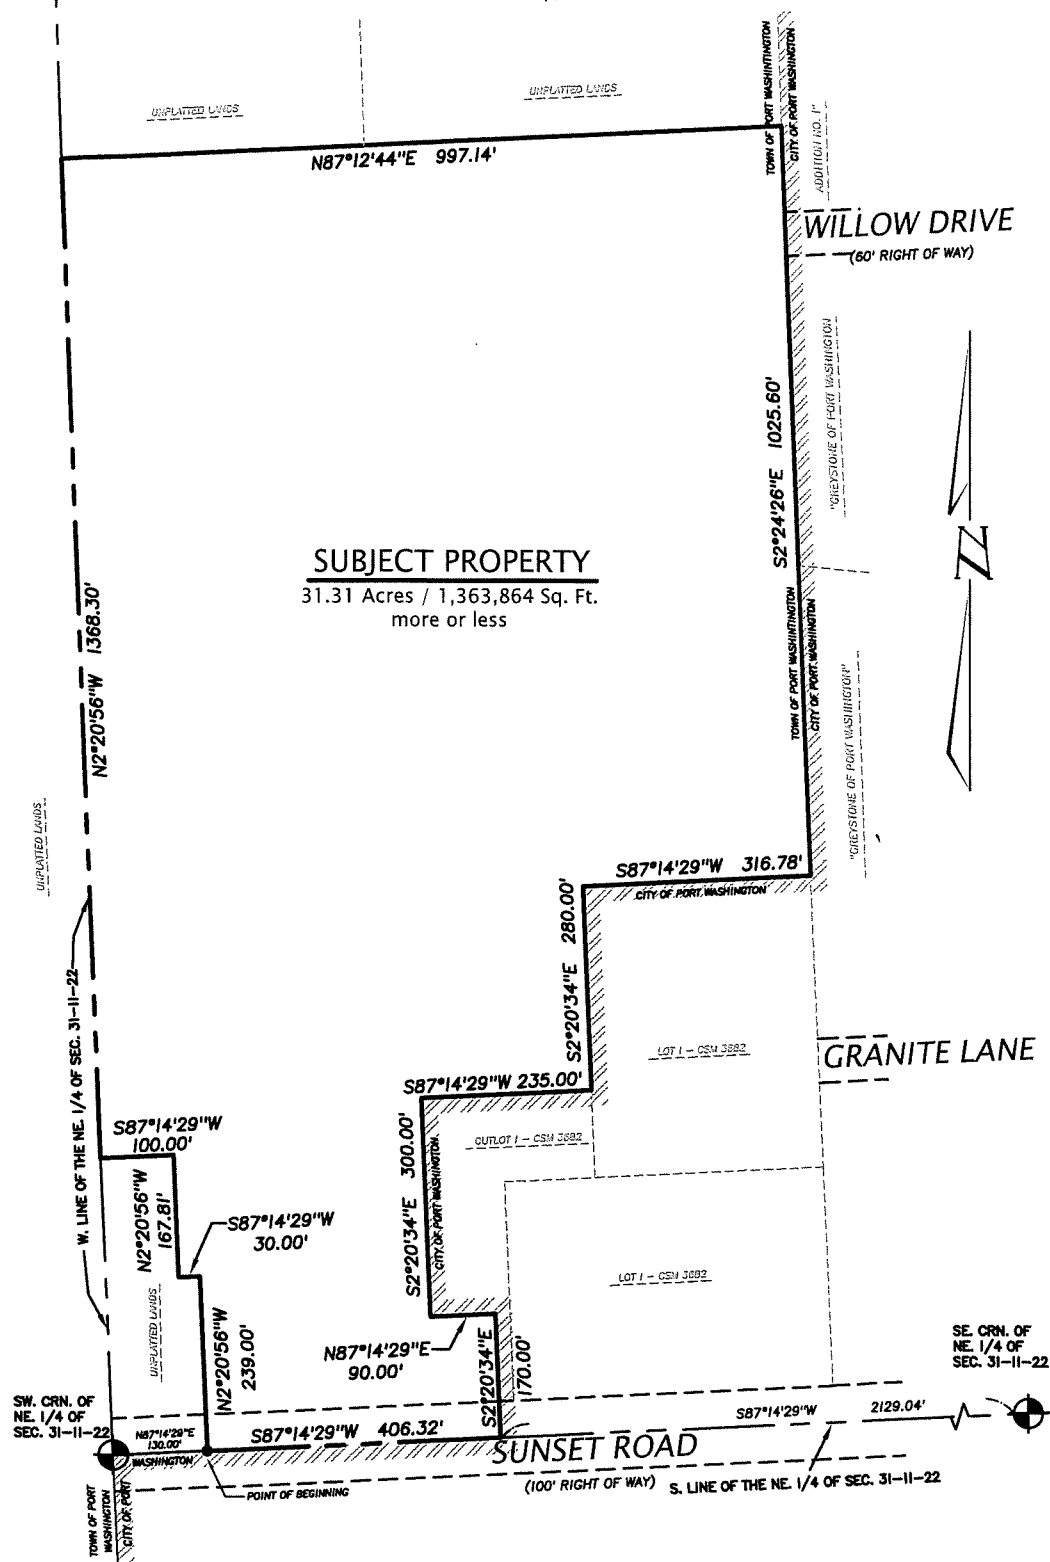 UNPLATTED LANDS
UNPLATTED LANDS
N87°12'44"E 997.14'
TOWN OF PORT WASHINTINGTON
CITY OF PORT WASHINGTON
ADDITION NO. 1"
WILLOW DRIVE
(60' RIGHT OF WAY)
"GREYSTONE OF PORT WASHINGTON
S2°24'26"E 1025.60'
SUBJECT PROPERTY
31.31 Acres / 1,363,864 Sq. Ft.
more or less
N
N2°20'56"W 1368.30'
TOWN OF PORT WASHINTINGTON
CITY OF PORT WASHINGTON
"GREYSTONE OF PORT WASHINGTON"
UNPLATTED LANDS
S87°14'29"W 316.78'
CITY OF PORT WASHINGTON
S2°20'34"E 280.00'
W. LINE OF THE NE. 1/4 OF SEC. 31-11-22
LOT 1 - CSM 3682
GRANITE LANE
S87°14'29"W 235.00'
S87°14'29"W
100.00'
OUTLOT 1 - CSM 3682
S2°20'34"E 300.00'
CITY OF PORT WASHINGTON
N2°20'56"W
167.81'
S87°14'29"W
30.00'
LOT 1 - CSM 3682
UNPLATTED LANDS
N2°20'56"W
239.00'
N87°14'29"E
90.00'
S2°20'34"E
170.00'
SE. CRN. OF
NE. 1/4 OF
SEC. 31-11-22
SW. CRN. OF
NE. 1/4 OF
SEC. 31-11-22
N87°14'29"E
130.00'
WASHINGTON
S87°14'29"W 406.32'
S87°14'29"W 2129.04'
SUNSET ROAD
(100' RIGHT OF WAY)
S. LINE OF THE NE. 1/4 OF SEC. 31-11-22
POINT OF BEGINNING
TOWN OF PORT
WASHINGTON
CITY OF PORT